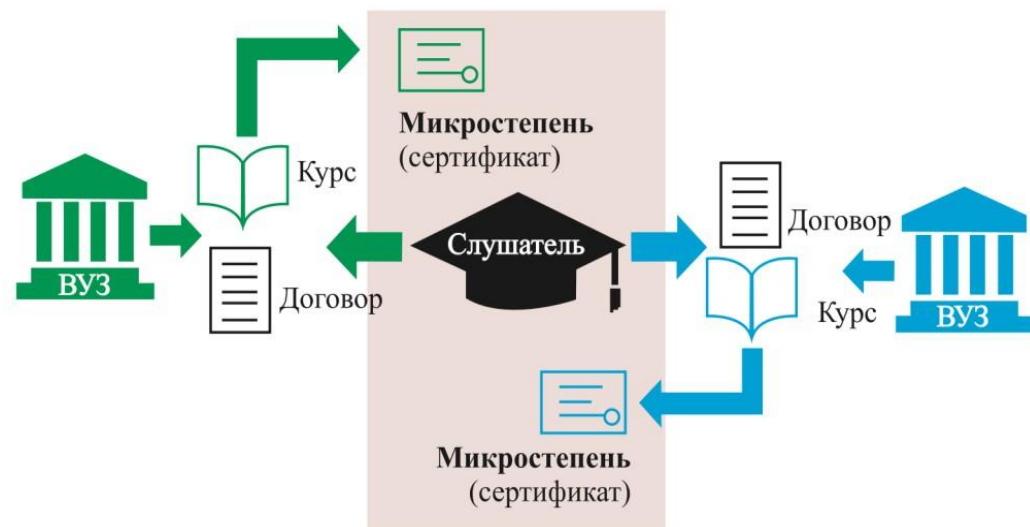 Микростепень
(сертификат)
Курс
ВУЗ
Договор
Слушатель
Договор
Курс
ВУЗ
Микростепень
(сертификат)